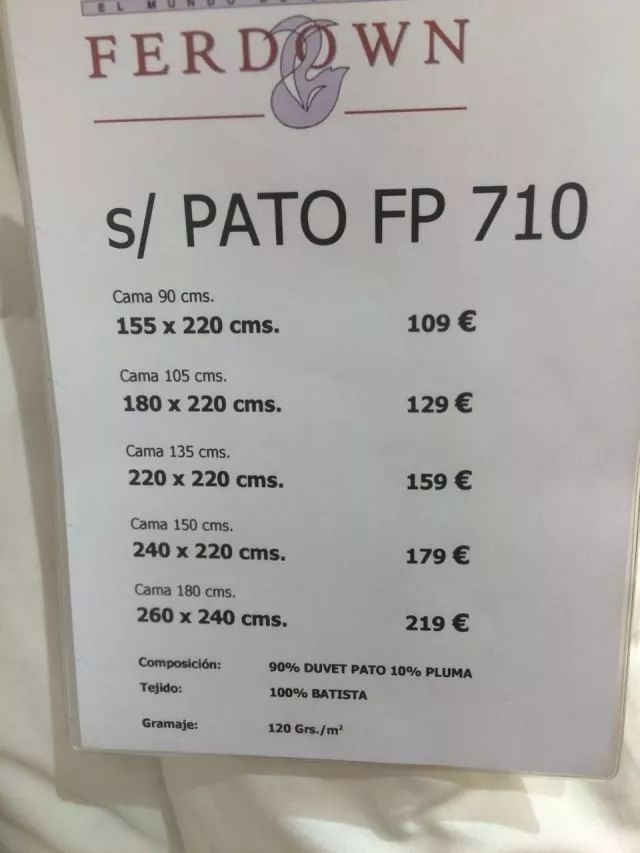 EL MUNDO
FERDOWN
s/ PATO FP 710
Cama 90 cms.
155 x 220 cms. 109 €
Cama 105 cms.
180 x 220 cms. 129 €
Cama 135 cms.
220 x 220 cms. 159 €
Cama 150 cms.
240 x 220 cms. 179 €
Cama 180 cms.
260 x 240 cms. 219 €
Composición: 90% DUVET PATO 10% PLUMA
Tejido: 100% BATISTA
Gramaje: 120 Grs./m²